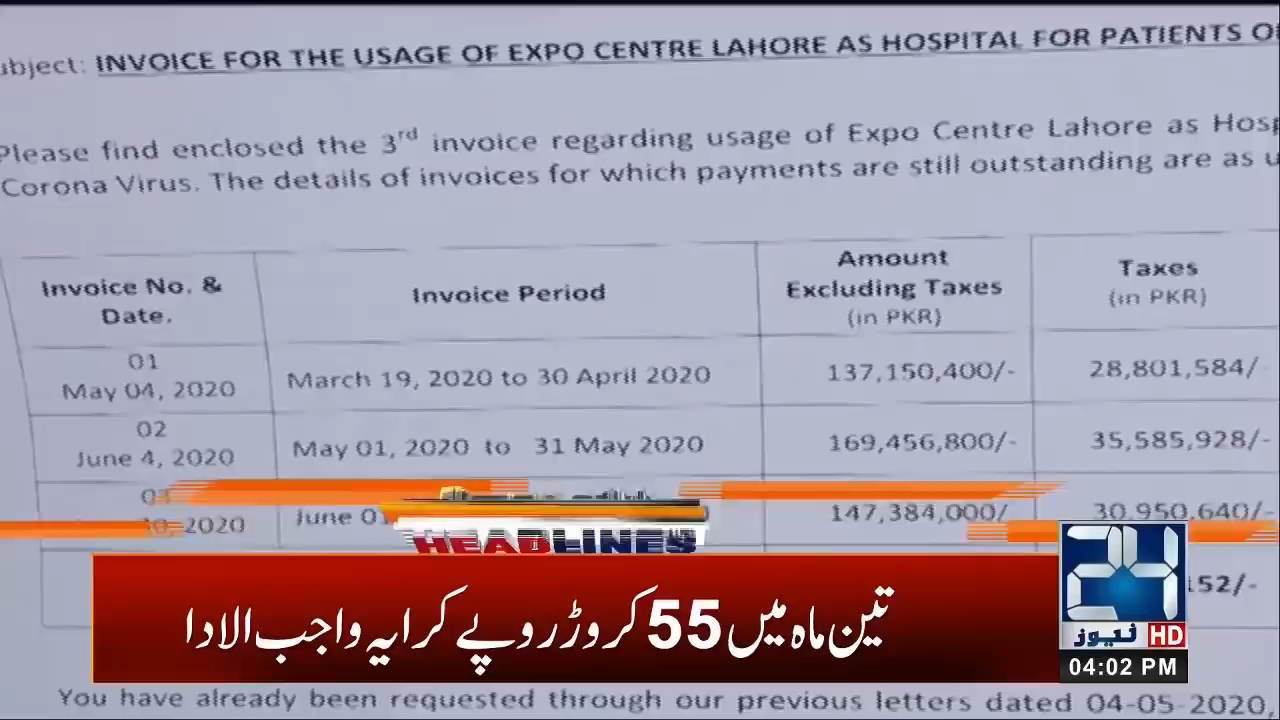 ubject: INVOICE FOR THE USAGE OF EXPO CENTRE LAHORE AS HOSPITAL FOR PATIENTS
Please find enclosed the 3rd invoice regarding usage of Expo Centre Lahore as Hosp
Corona Virus. The details of invoices for which payments are still outstanding are as u
Invoice No. & Date.
Invoice Period
Amount Excluding Taxes (in PKR)
Taxes (in PKR)
01 May 04, 2020
March 19, 2020 to 30 April 2020
137,150,400/-
28,801,584/-
02 June 4, 2020
May 01, 2020 to 31 May 2020
169,456,800/-
35,585,928/-
2020
June 0
147,384,000/
30,950,640/-
152/-
HEADLINES
تین ماہ میں 55 کروڑ روپے کرایہ واجب الادا
24
نیوز HD
04:02 PM
You have already been requested through our previous letters dated 04-05-2020,